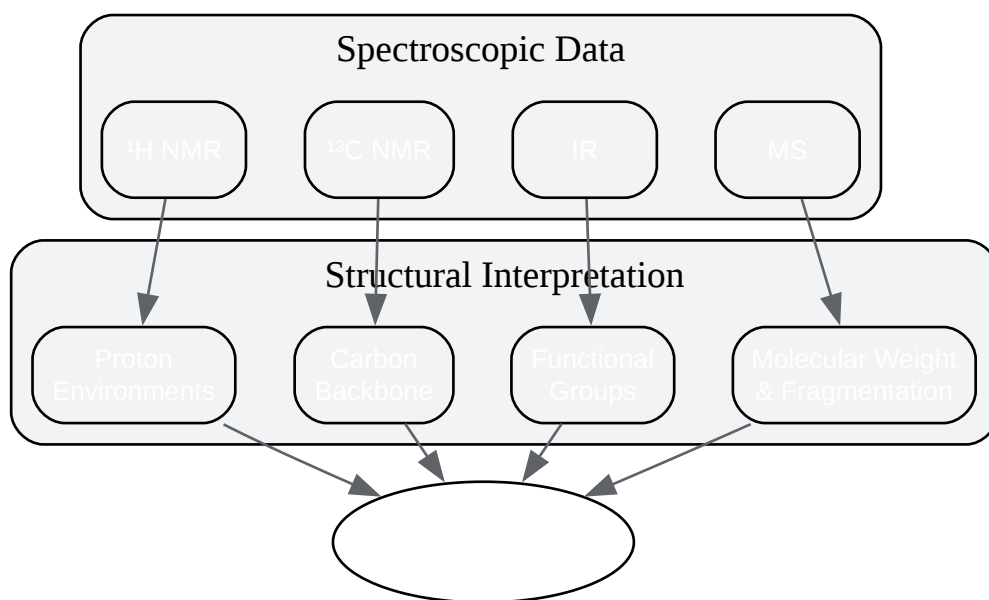 Spectroscopic Data
¹H NMR
¹³C NMR
IR
MS
Structural Interpretation
Proton
Environments
Carbon
Backbone
Functional
Groups
Molecular Weight
& Fragmentation